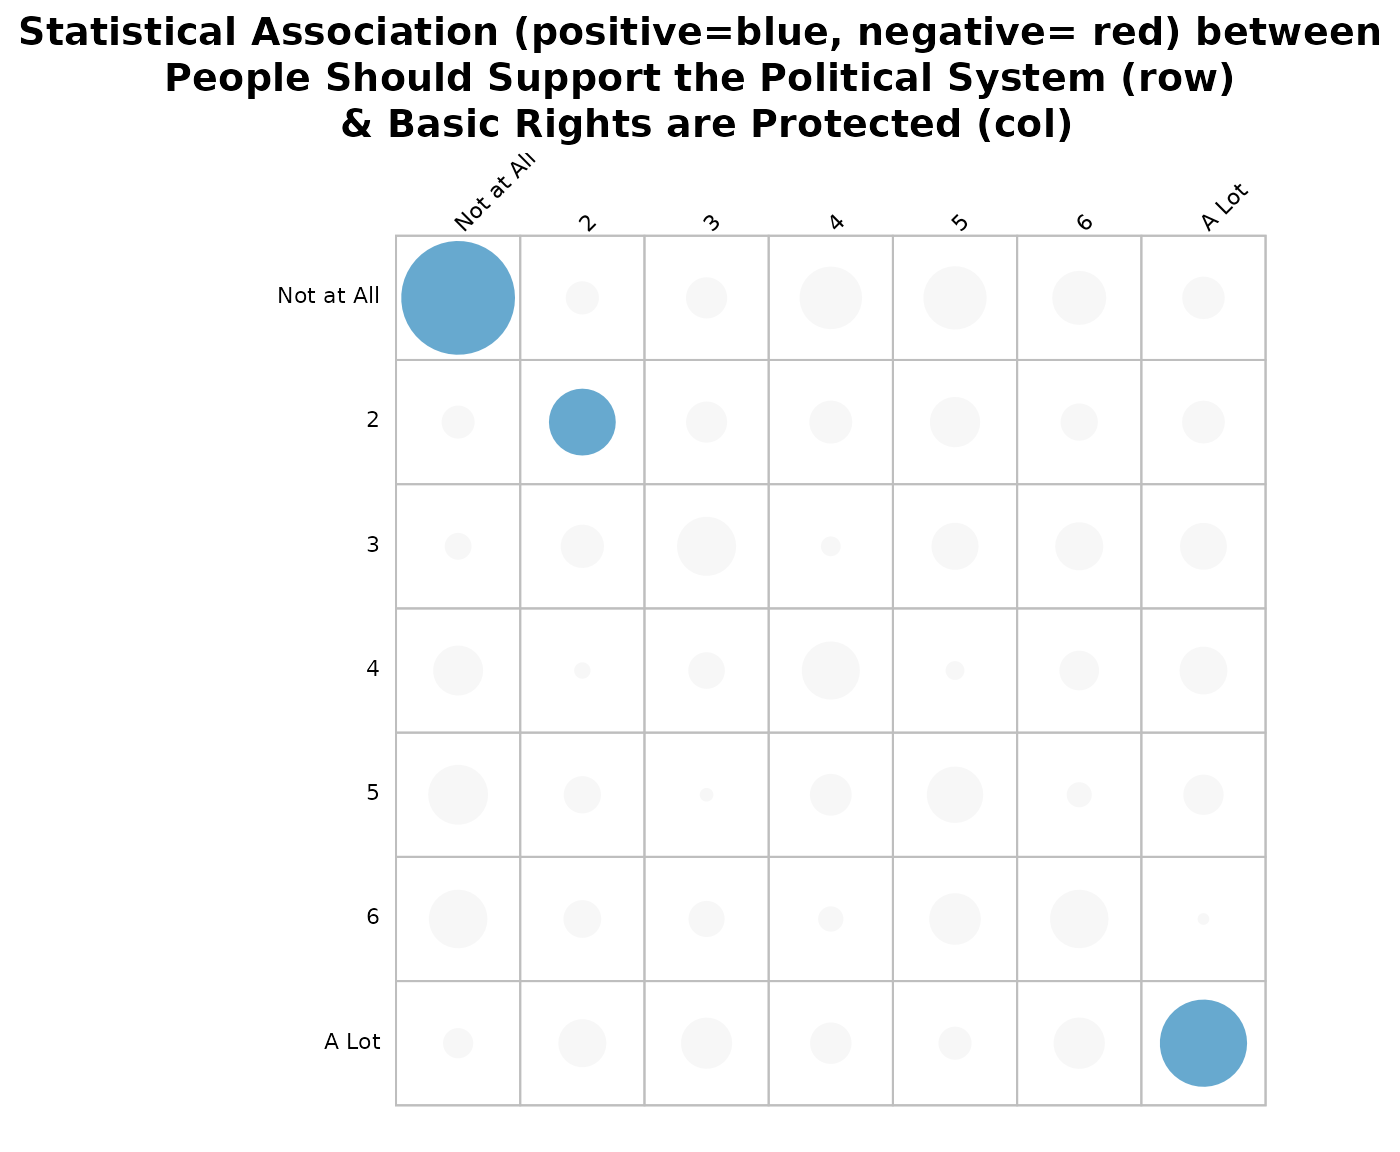 Statistical Association (positive=blue, negative= red) between
People Should Support the Political System (row)
& Basic Rights are Protected (col)
Not at All
2
3
4
5
6
A Lot
Not at All
2
3
4
5
6
A Lot